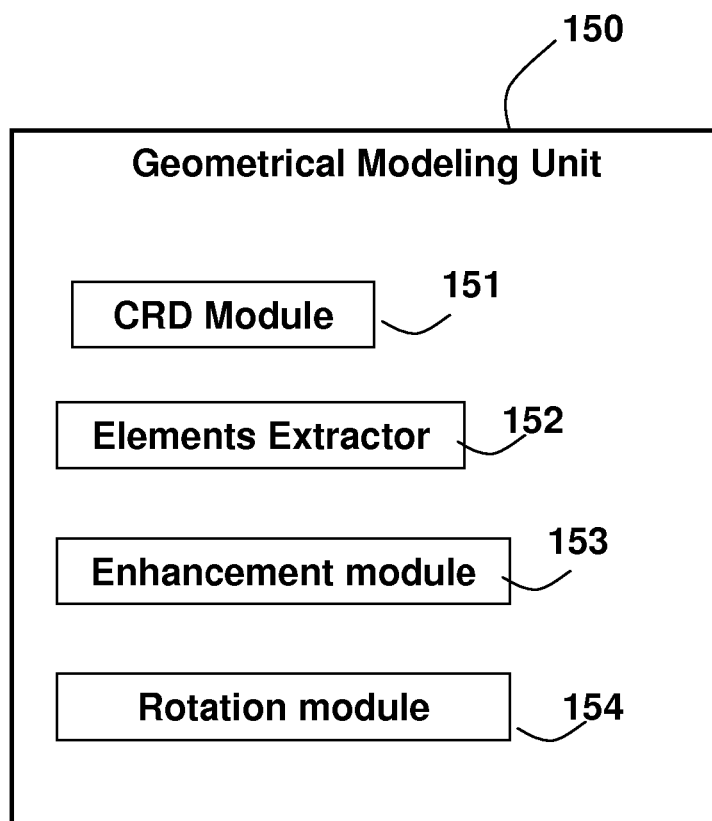 150
Geometrical Modeling Unit
CRD Module
151
Elements Extractor
152
Enhancement module
153
Rotation module
154